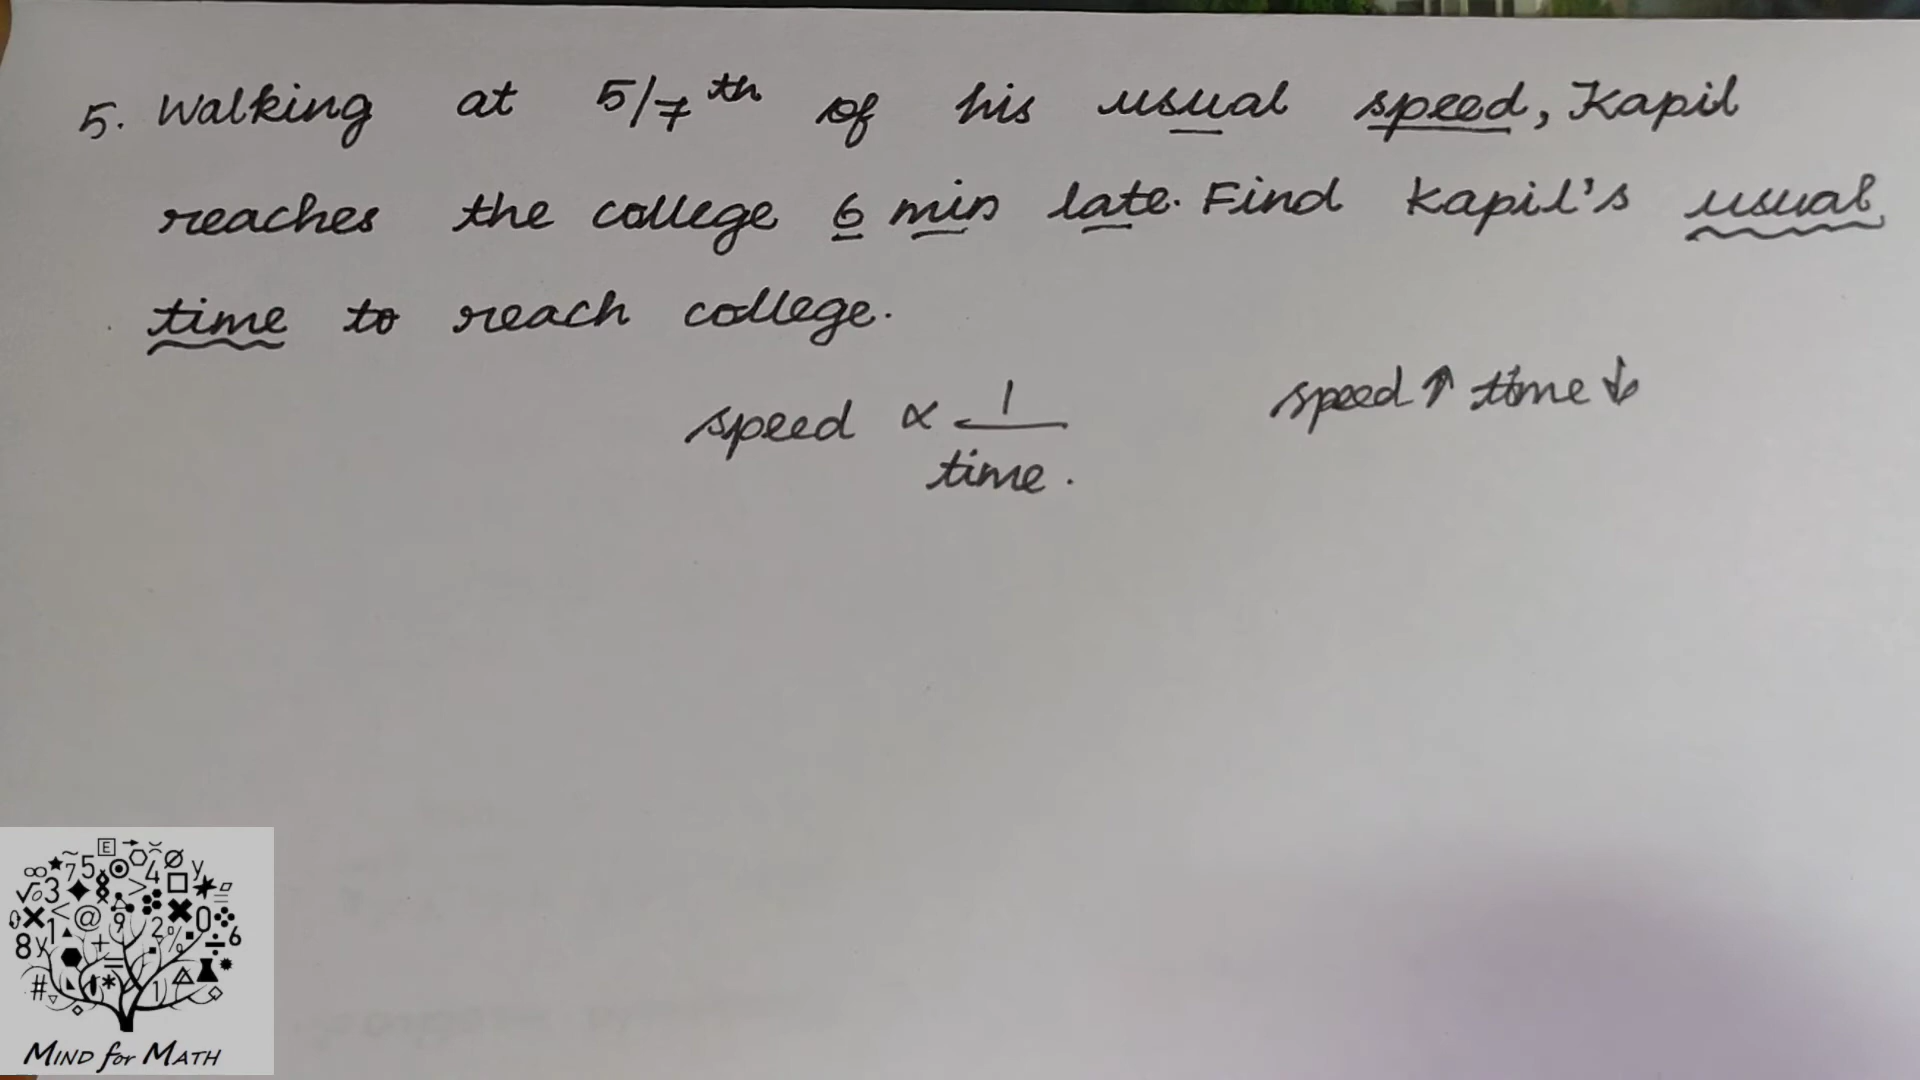 5. Walking at 5/7th of his usual speed, Kapil
reaches the college 6 min late. Find Kapil's usual
time to reach college.
speed ∝ 1/time.
speed ↑ time ↓
MIND for MATH